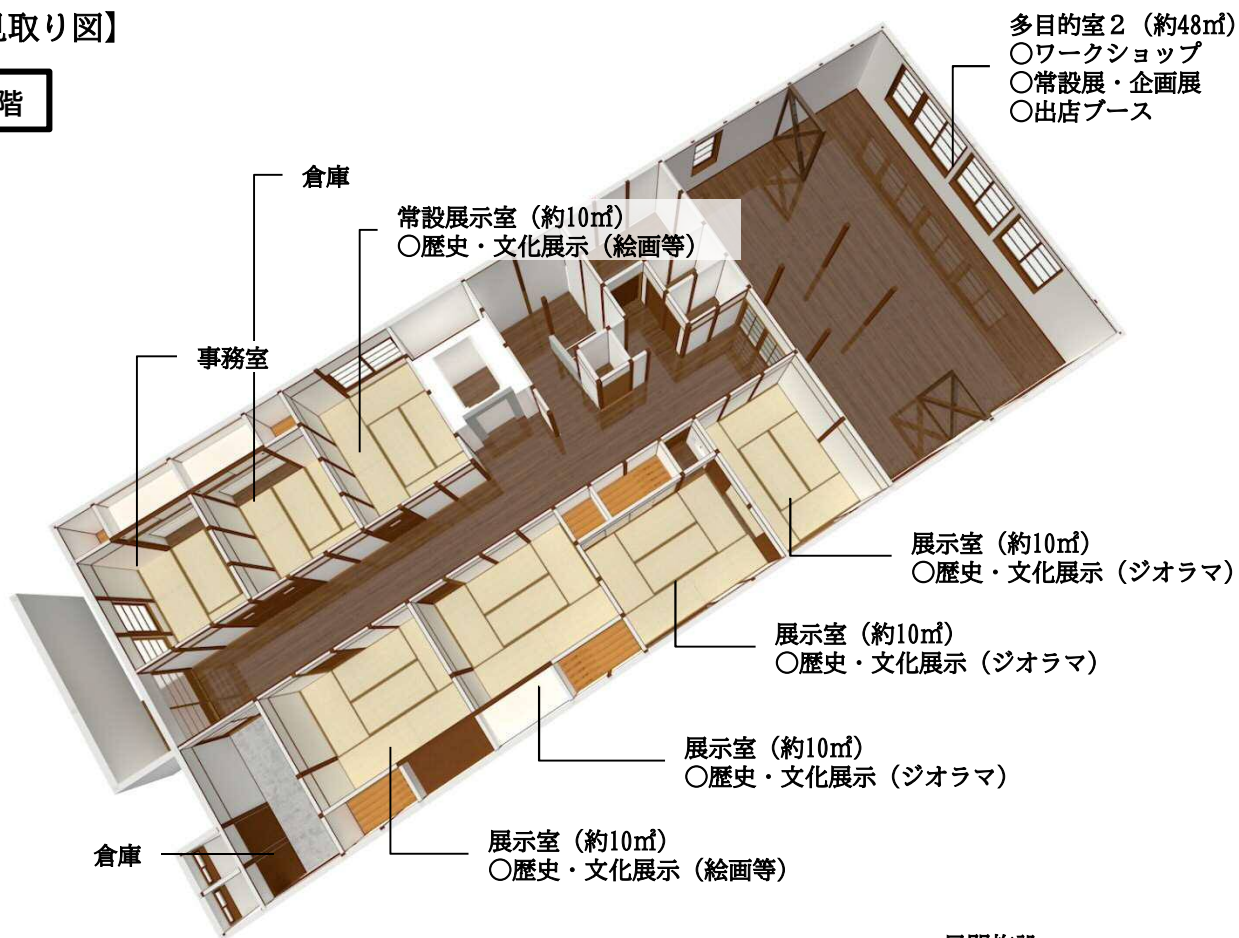 見取り図】
階
多目的室２（約48㎡）
○ワークショップ
○常設展・企画展
○出店ブース
倉庫
常設展示室（約10㎡）
○歴史・文化展示（絵画等）
事務室
展示室（約10㎡）
○歴史・文化展示（ジオラマ）
展示室（約10㎡）
○歴史・文化展示（ジオラマ）
展示室（約10㎡）
○歴史・文化展示（ジオラマ）
展示室（約10㎡）
○歴史・文化展示（絵画等）
倉庫